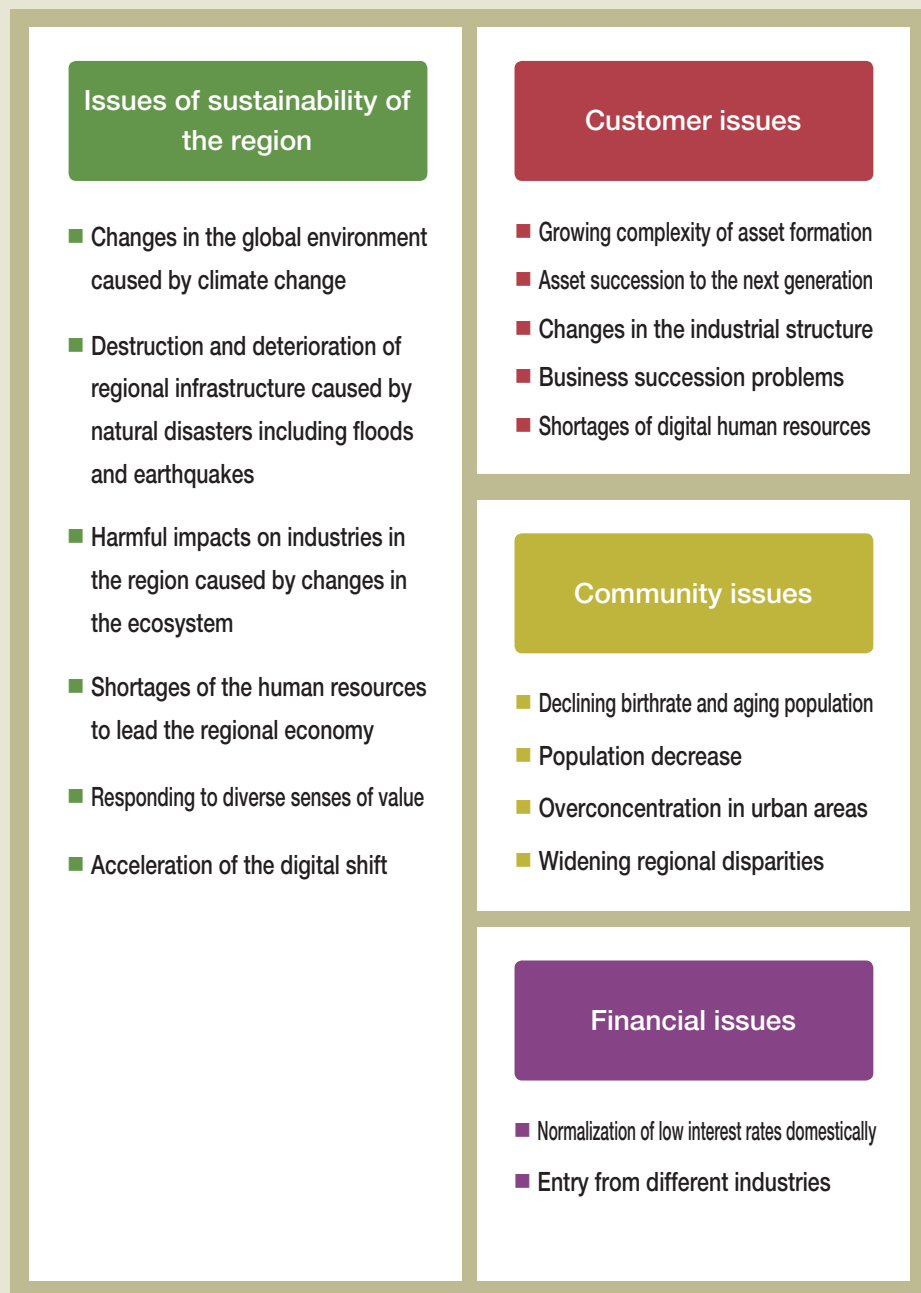 Issues of sustainability of
the region
■ Changes in the global environment
caused by climate change
■ Destruction and deterioration of
regional infrastructure caused by
natural disasters including floods
and earthquakes
■ Harmful impacts on industries in
the region caused by changes in
the ecosystem
■ Shortages of the human resources
to lead the regional economy
■ Responding to diverse senses of value
■ Acceleration of the digital shift
Customer issues
■ Growing complexity of asset formation
■ Asset succession to the next generation
■ Changes in the industrial structure
■ Business succession problems
■ Shortages of digital human resources
Community issues
■ Declining birthrate and aging population
■ Population decrease
■ Overconcentration in urban areas
■ Widening regional disparities
Financial issues
■ Normalization of low interest rates domestically
■ Entry from different industries